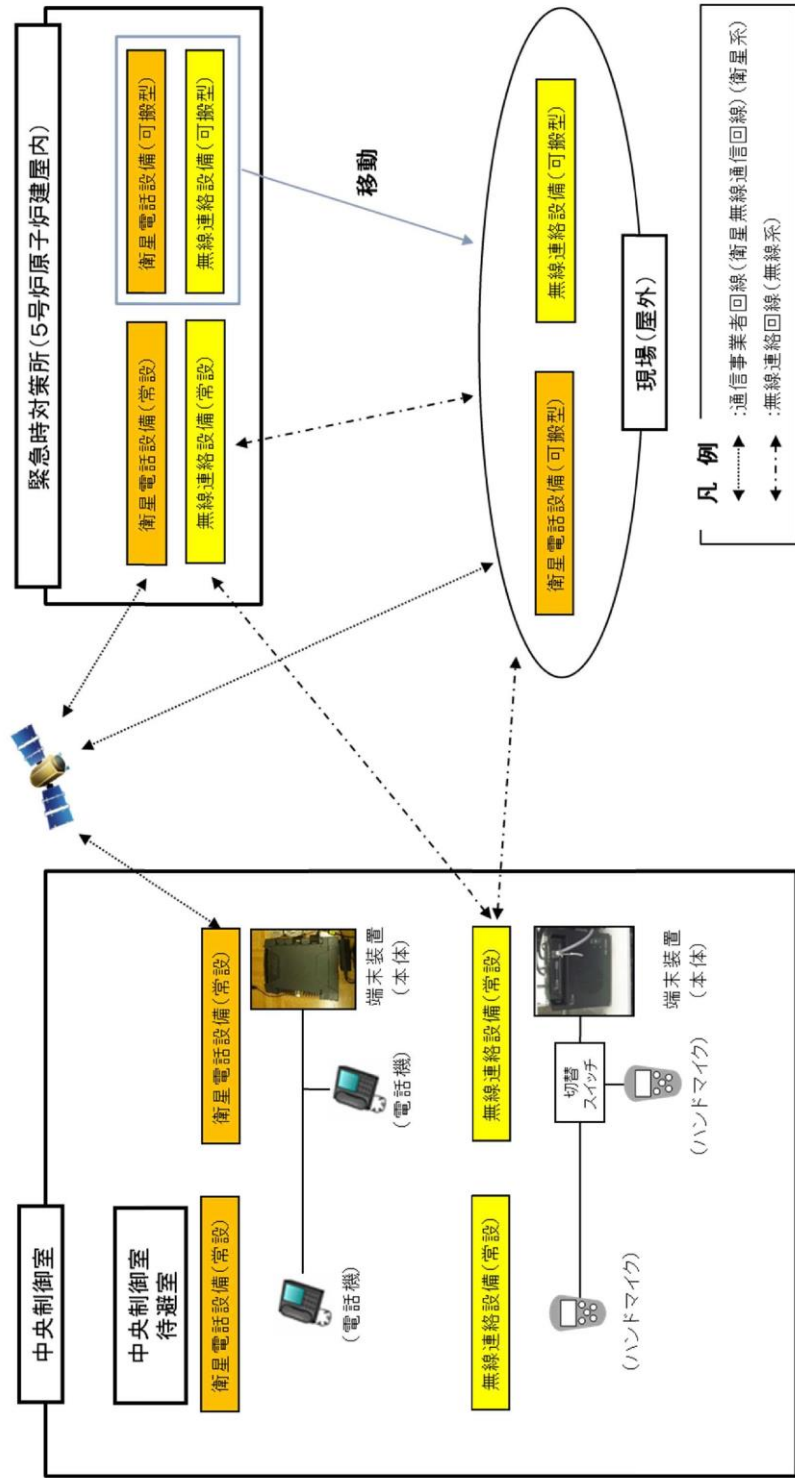 中央制御室
中央制御室
待避室
衛星電話設備(常設)
衛星電話設備(常設)
端末装置
(本体)
(電話機)
(電話機)
無線連絡設備(常設)
無線連絡設備(常設)
端末装置
(本体)
切替
スイッチ
(ハンドマイク)
(ハンドマイク)
緊急時対策所(5号炉原子炉建屋内)
衛星電話設備(常設)
衛星電話設備(可搬型)
無線連絡設備(常設)
無線連絡設備(可搬型)
移動
衛星電話設備(可搬型)
無線連絡設備(可搬型)
現場(屋外)
凡 例
:通信事業者回線(衛星無線通信回線)(衛星系)
:無線連絡回線(無線系)